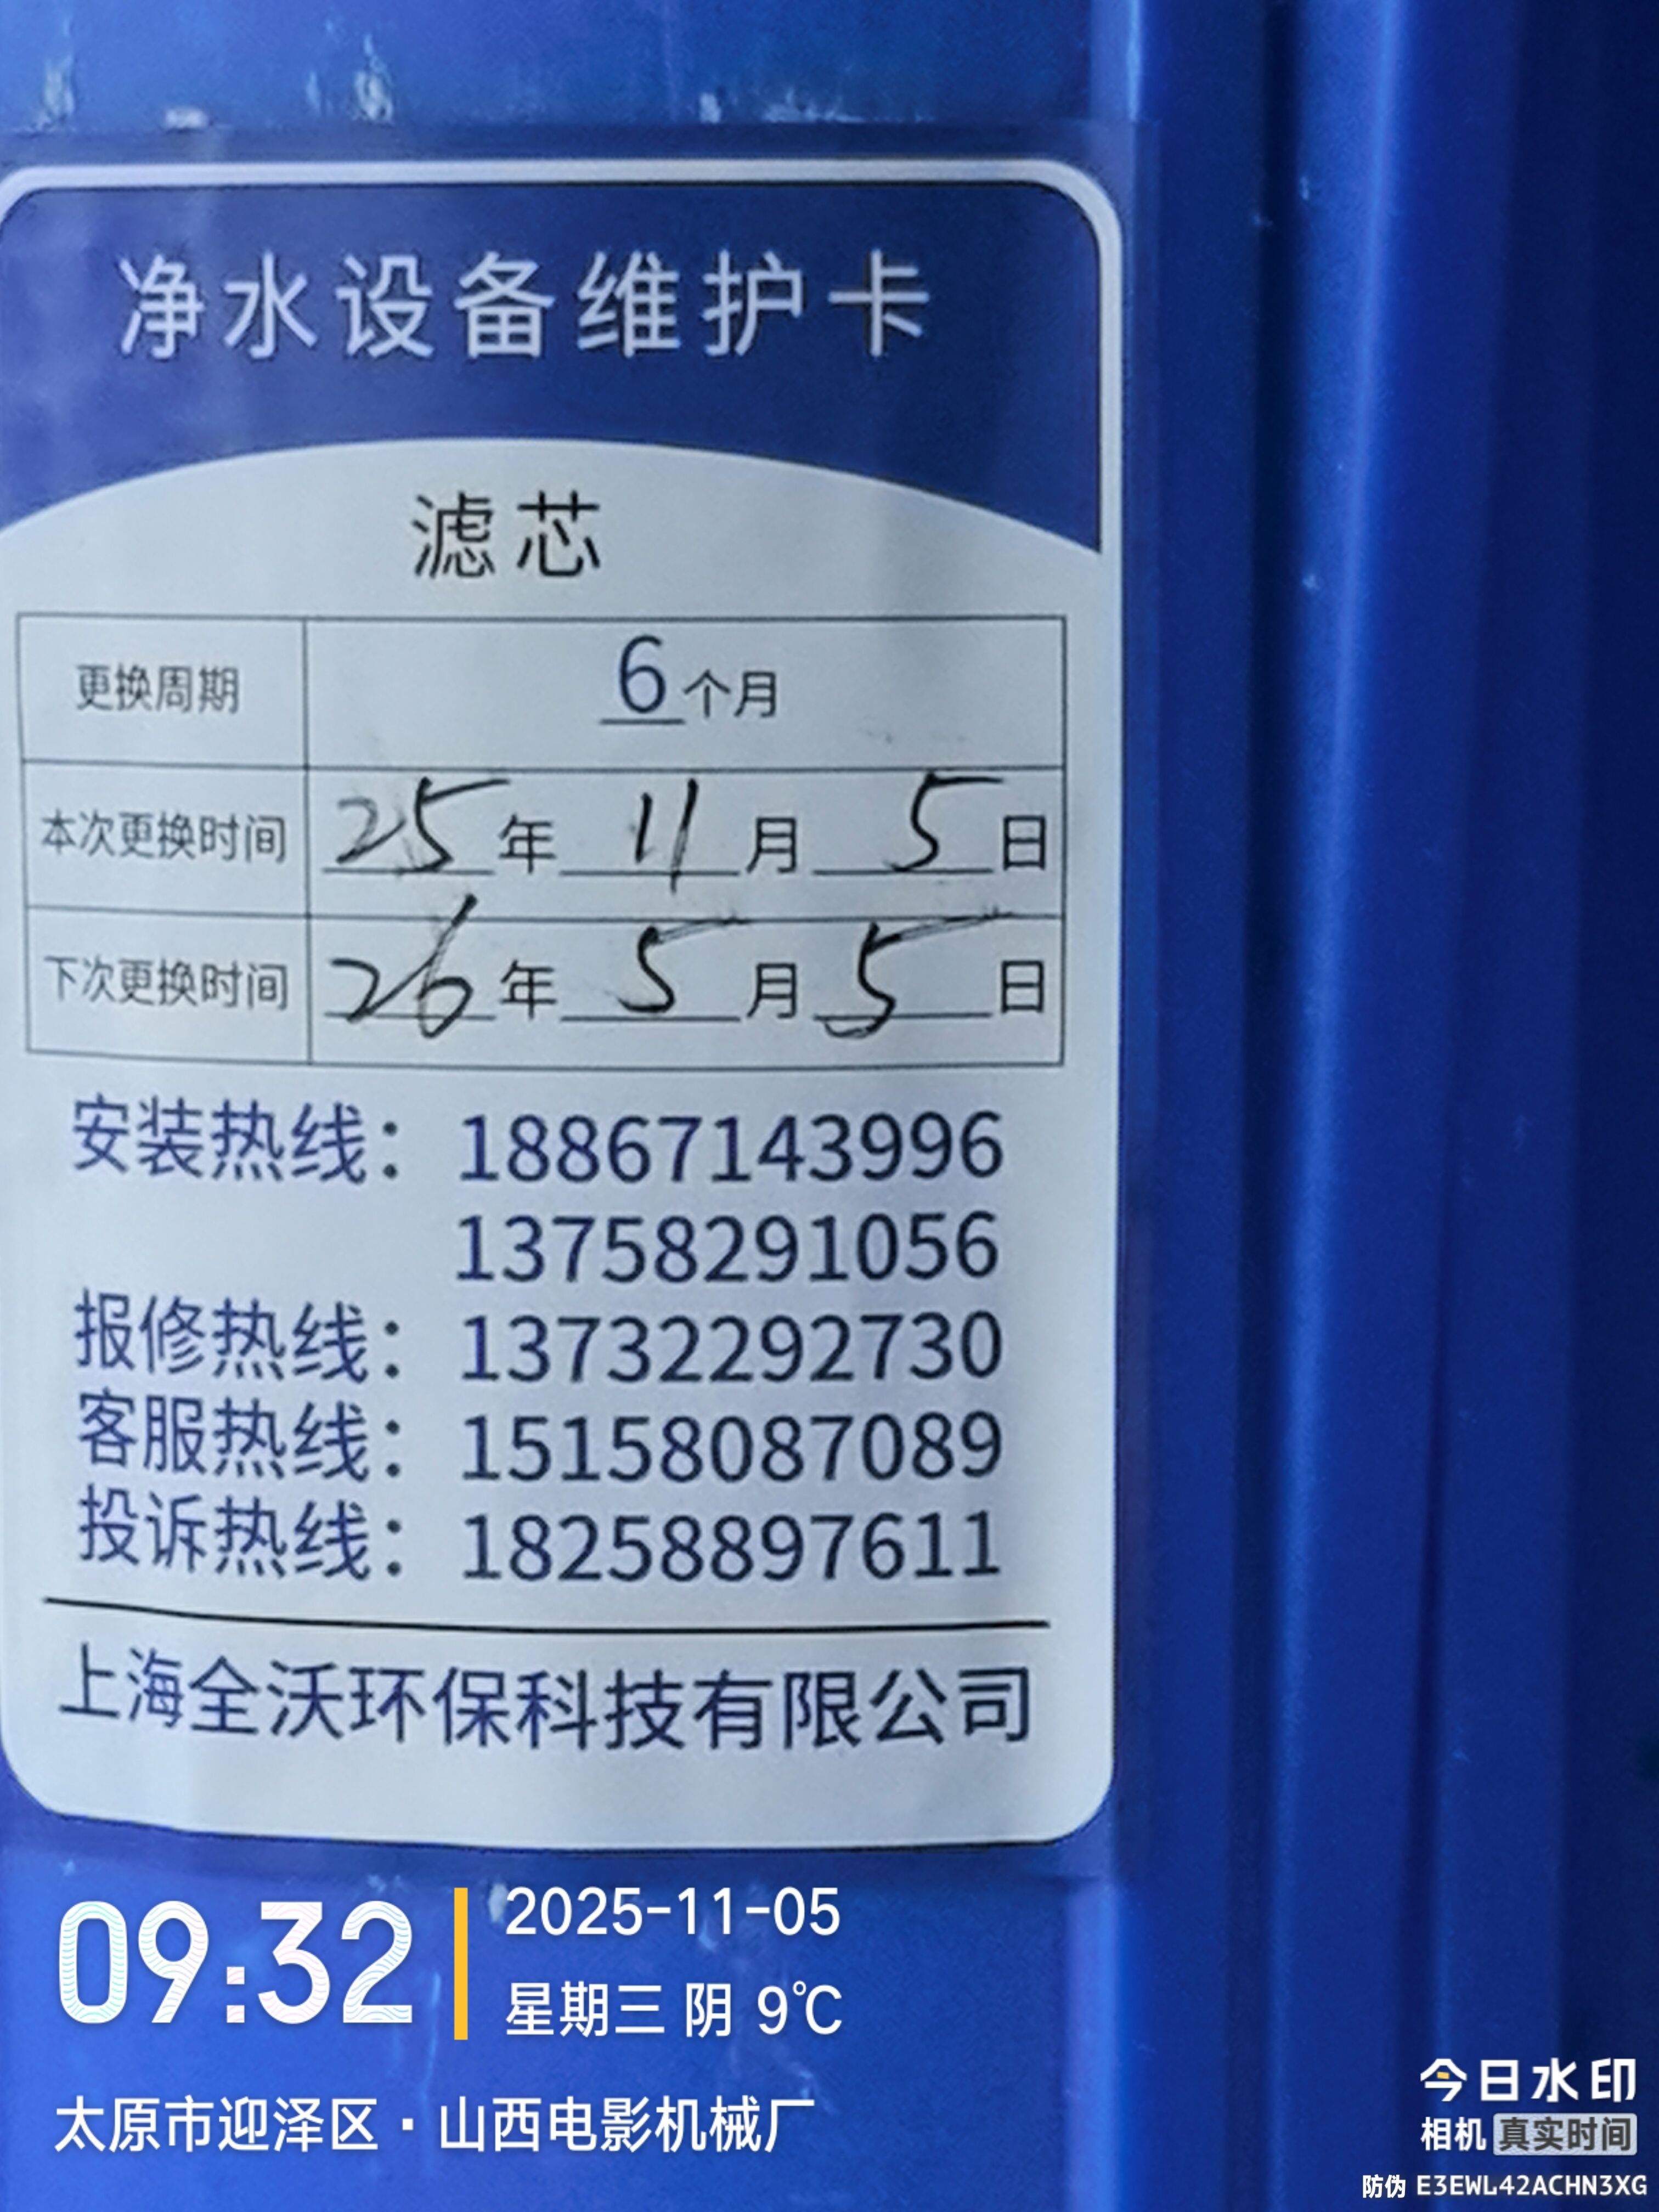 净水设备维护卡
滤芯
更换周期 6个月
本次更换时间 25年11月5日
下次更换时间 26年5月5日
安装热线：18867143996
13758291056
报修热线：13732292730
客服热线：15158087089
投诉热线：18258897611
上海全沃环保科技有限公司
09:32
2025-11-05
星期三 阴 9℃
太原市迎泽区·山西电影机械厂
今日水印
相机 真实时间
防伪 E3EWL42ACHN3XG